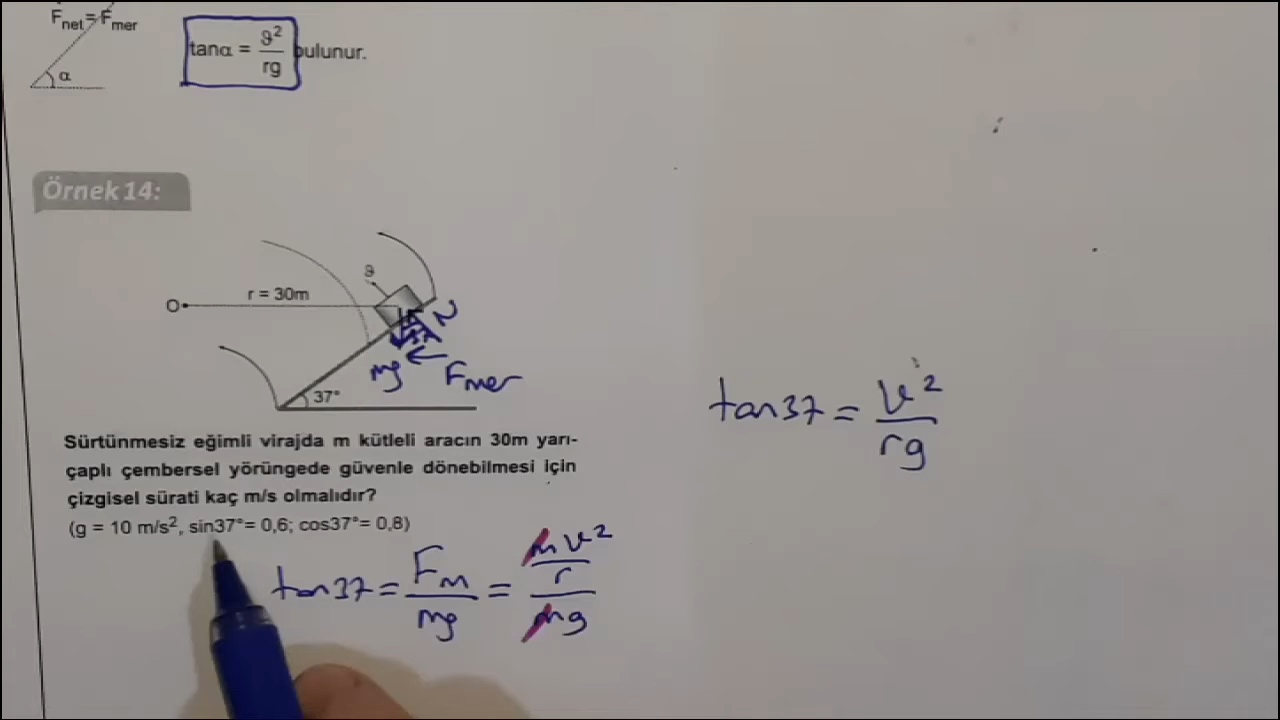 Fnet=Fmer
α
tanα = ϑ²/rg bulunur.
Örnek 14:
ϑ
O
r = 30m
N
mg
Fmer
37°
Sürtünmesiz eğimli virajda m kütleli aracın 30m yarı-
çaplı çembersel yörüngede güvenle dönebilmesi için
çizgisel sürati kaç m/s olmalıdır?
(g = 10 m/s², sin37°= 0,6; cos37°= 0,8)
tan37 = Fm/mg = (mv²/r)/mg
tan37 = v²/rg